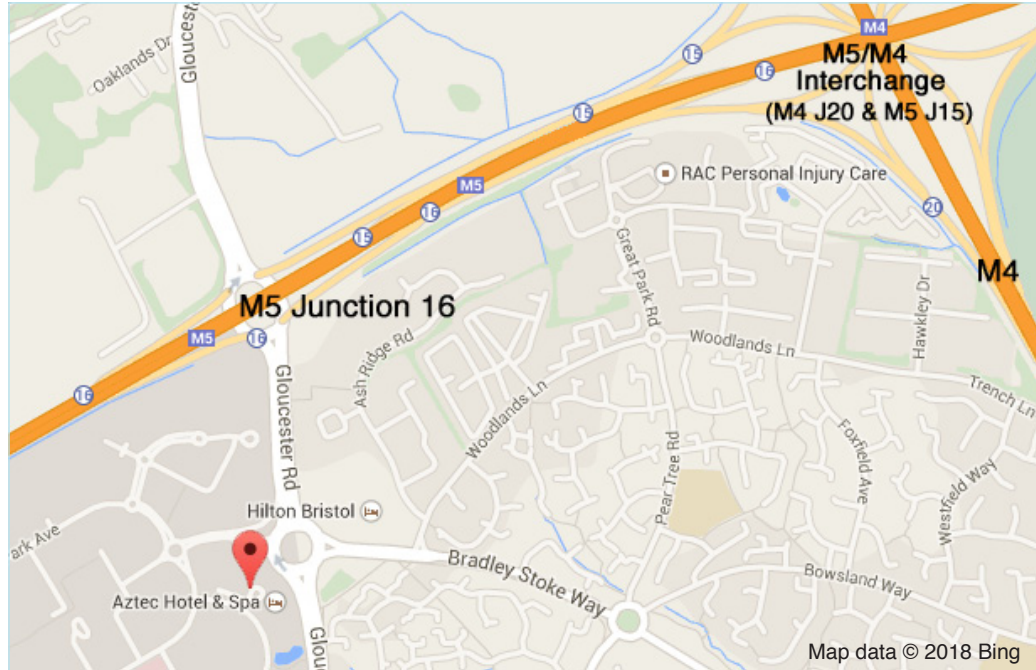 Oaklands Dr
Gloucester
M4
M5/M4
Interchange
(M4 J20 & M5 J15)
15
16
15
M5
RAC Personal Injury Care
16
15
20
Great Park Rd
M4
M5 Junction 16
Hawkley Dr
M5
16
Ash Ridge Rd
Woodlands Ln
Trench Ln
16
Gloucester Rd
Woodlands Ln
Foxfield Ave
Pear Tree Rd
Westfield Way
Hilton Bristol
ark Ave
Bradley Stoke Way
Bowsland Way
Aztec Hotel & Spa
Glou
Map data © 2018 Bing